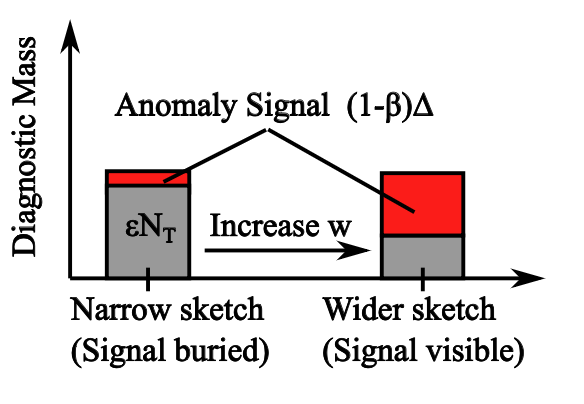 Diagnostic Mass
Anomaly Signal (1-β)Δ
εN_T
Increase w
Narrow sketch
(Signal buried)
Wider sketch
(Signal visible)